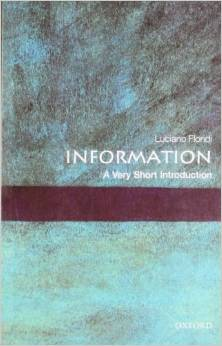 Luciano Floridi
INFORMATION
A Very Short Introduction
OXFORD